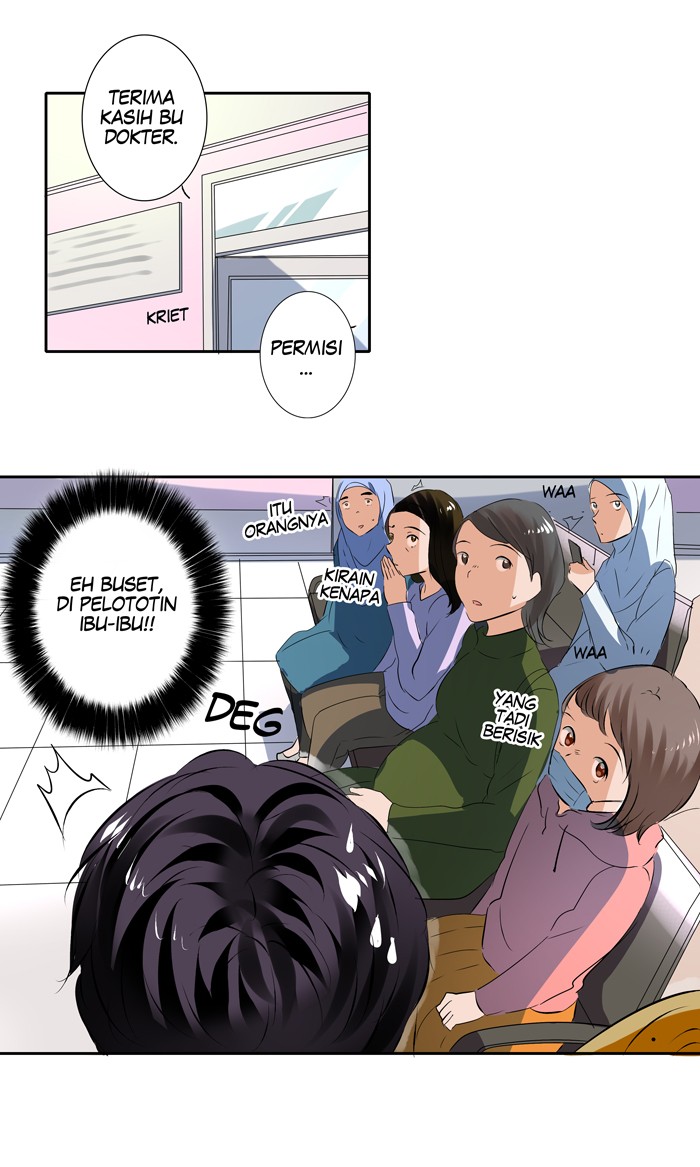 TERIMA
KASIH BU
DOKTER.
KRIET
PERMISI
...
EH BUSET,
DI PELOTOTIN
IBU-IBU!!
ITU
ORANGNYA
KIRAIN
KENAPA
WAA
WAA
YANG
TADI
BERISIK
DEG